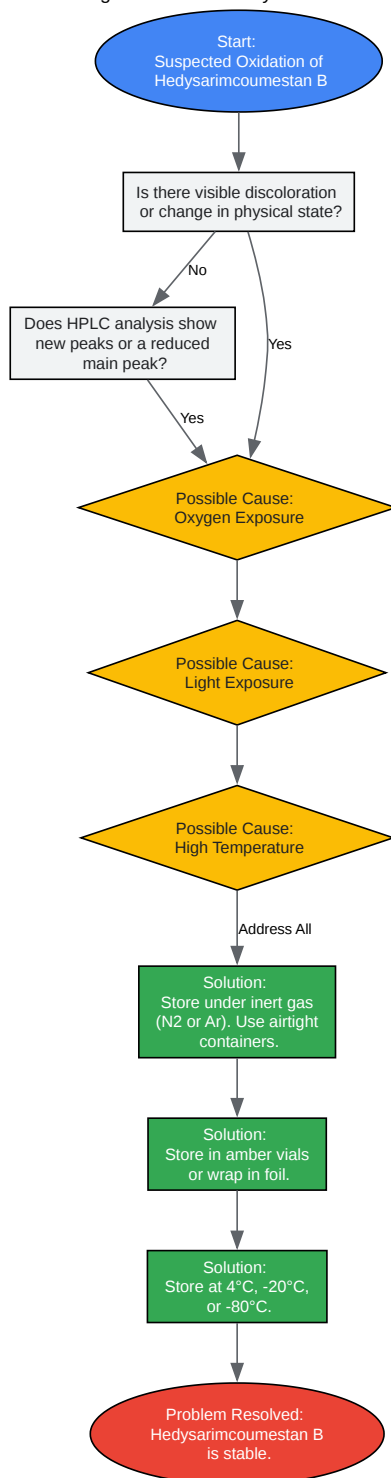 Start:
Suspected Oxidation of
Hedysarimcoumestan B
Is there visible discoloration
or change in physical state?
No
Does HPLC analysis show
new peaks or a reduced
main peak?
Yes
Yes
Possible Cause:
Oxygen Exposure
Possible Cause:
Light Exposure
Possible Cause:
High Temperature
Address All
Solution:
Store under inert gas
(N2 or Ar). Use airtight
containers.
Solution:
Store in amber vials
or wrap in foil.
Solution:
Store at 4°C, -20°C,
or -80°C.
Problem Resolved:
Hedysarimcoumestan B
is stable.